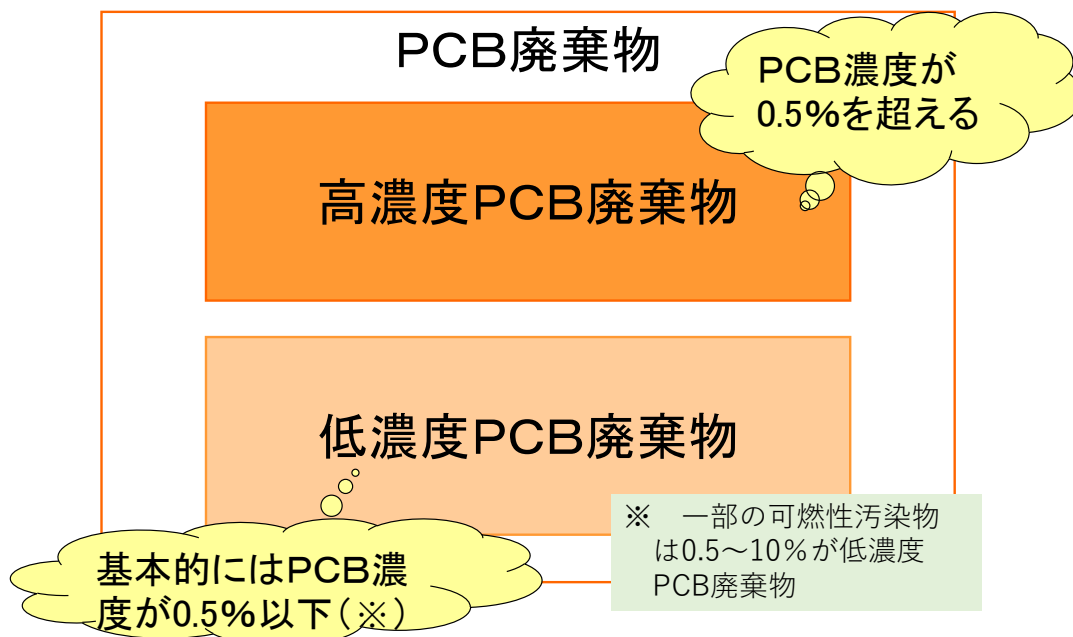 PCB廃棄物
PCB濃度が
0.5%を超える
高濃度PCB廃棄物
低濃度PCB廃棄物
基本的にはPCB濃
度が0.5%以下（※）
※　一部の可燃性汚染物
は0.5～10%が低濃度
PCB廃棄物